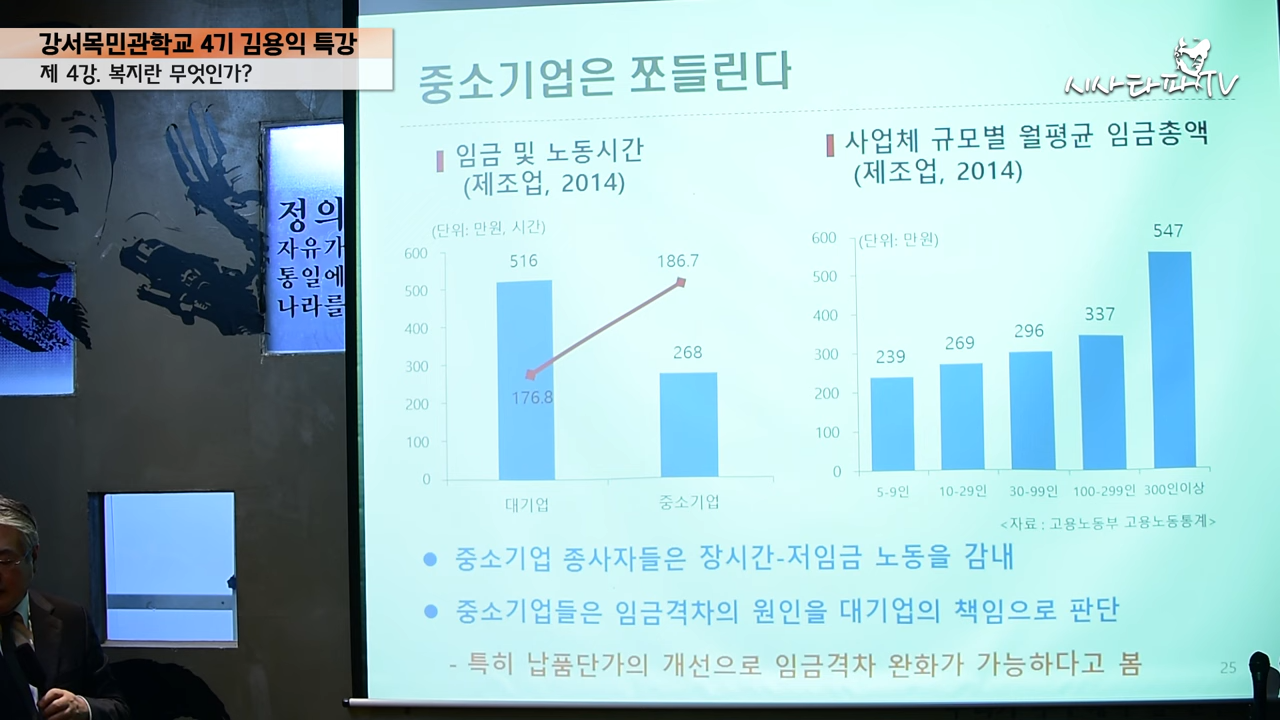 강서목민관학교 4기 김용익 특강
제 4강. 복지란 무엇인가?
시사타파TV
정의
자유가
통일에
나라를
중소기업은 쪼들린다
임금 및 노동시간
(제조업, 2014)
(단위: 만원, 시간)
600
500
400
300
200
100
0
516
186.7
176.8
268
대기업
중소기업
사업체 규모별 월평균 임금총액
(제조업, 2014)
(단위: 만원)
600
500
400
300
200
100
0
239
269
296
337
547
5-9인
10-29인
30-99인
100-299인
300인이상
<자료 : 고용노동부 고용노동통계>
● 중소기업 종사자들은 장시간-저임금 노동을 감내
● 중소기업들은 임금격차의 원인을 대기업의 책임으로 판단
- 특히 납품단가의 개선으로 임금격차 완화가 가능하다고 봄
25